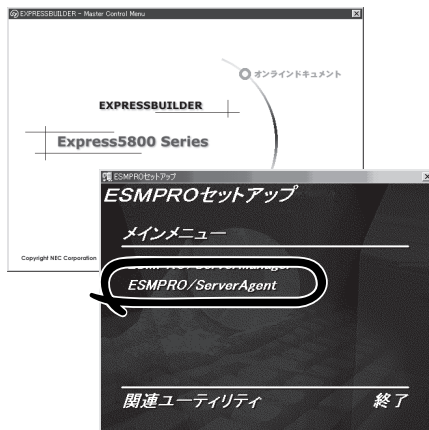 EXPRESSBUILDER - Master Control Menu
オンラインドキュメント
EXPRESSBUILDER
Express5800 Series
Copyright NEC Corporation
ESMPROセットアップ
ESMPROセットアップ
メインメニュー
ESMPRO/ServerManager
ESMPRO/ServerAgent
関連ユーティリティ
終了